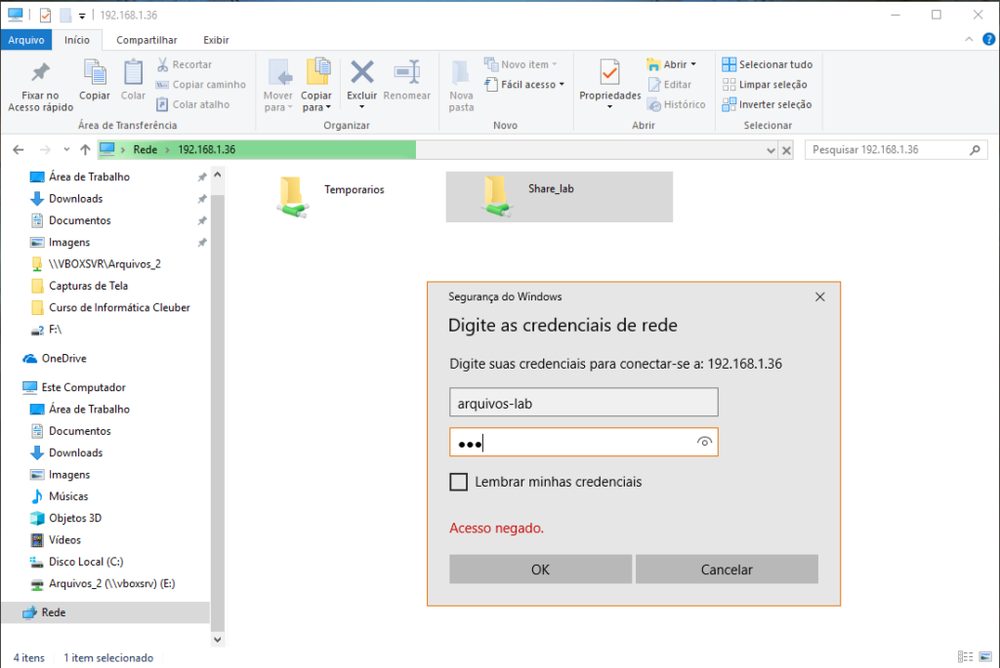 192.168.1.36
Arquivo Início Compartilhar Exibir
Fixar no Acesso rápido
Copiar
Colar
Recortar
Copiar caminho
Colar atalho
Área de Transferência
Mover para
Copiar para
Excluir
Renomear
Organizar
Nova pasta
Novo item
Fácil acesso
Novo
Propriedades
Abrir
Editar
Histórico
Abrir
Selecionar tudo
Limpar seleção
Inverter seleção
Selecionar
Rede 192.168.1.36
Pesquisar 192.168.1.36
Área de Trabalho
Downloads
Documentos
Imagens
\\VBOXSVR\Arquivos_2
Capturas de Tela
Curso de Informática Cleuber
F:\
OneDrive
Este Computador
Área de Trabalho
Documentos
Downloads
Imagens
Músicas
Objetos 3D
Vídeos
Disco Local (C:)
Arquivos_2 (\\vboxsrv) (E:)
Rede
Temporarios
Share_lab
Segurança do Windows
Digite as credenciais de rede
Digite suas credenciais para conectar-se a: 192.168.1.36
arquivos-lab
●●●
Lembrar minhas credenciais
Acesso negado.
OK
Cancelar
4 itens 1 item selecionado